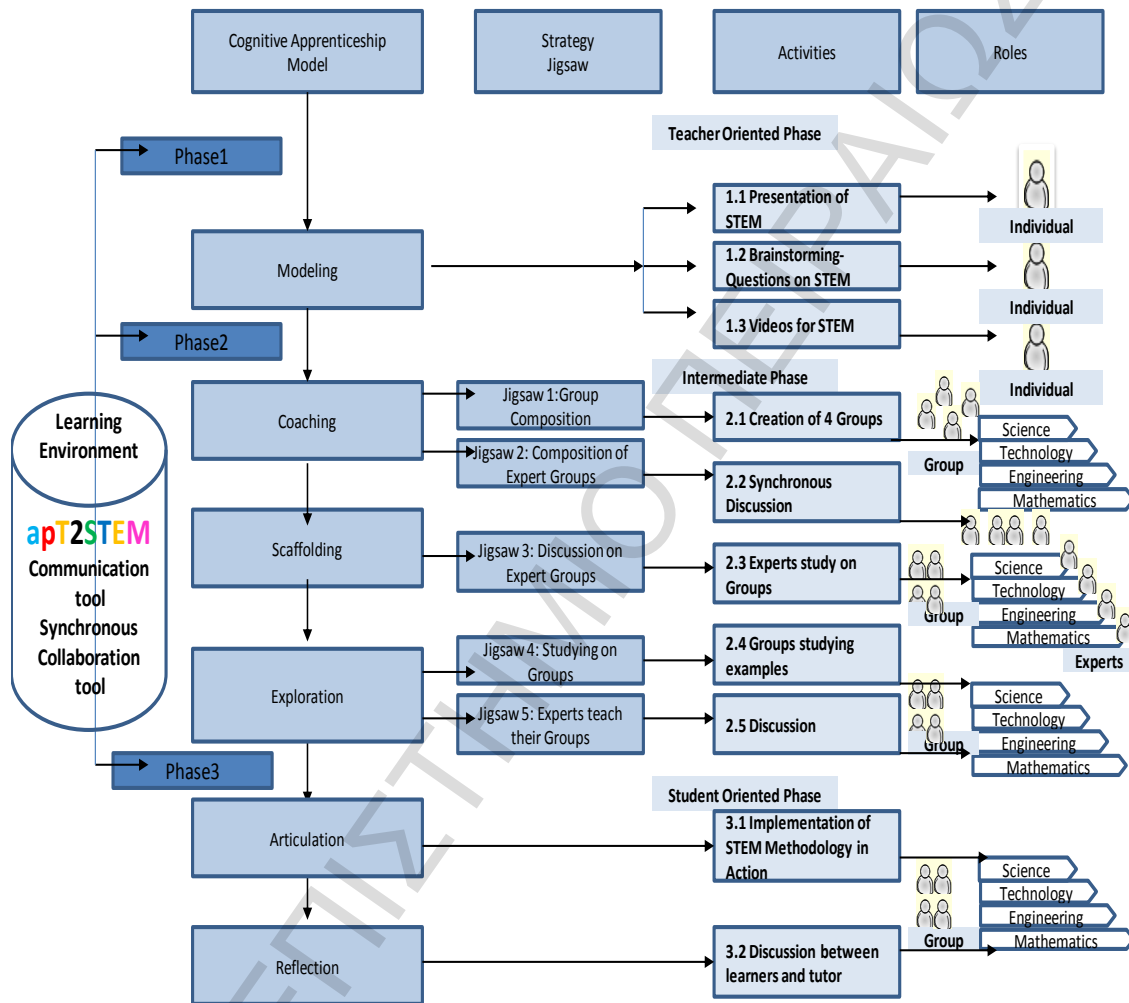 Cognitive Apprenticeship
Model
Strategy
Jigsaw
Activities
Roles
Phase1
Teacher Oriented Phase
Modeling
1.1 Presentation of
STEM
Individual
1.2 Brainstorming-
Questions on STEM
Individual
1.3 Videos for STEM
Individual
Phase2
Intermediate Phase
Learning
Environment
apT2STEM
Communication
tool
Synchronous
Collaboration
tool
Coaching
Jigsaw 1:Group
Composition
2.1 Creation of 4 Groups
Group
Science
Technology
Engineering
Mathematics
Jigsaw 2: Composition of
Expert Groups
2.2 Synchronous
Discussion
Scaffolding
Jigsaw 3: Discussion on
Expert Groups
2.3 Experts study on
Groups
Group
Science
Technology
Engineering
Mathematics
Experts
Exploration
Jigsaw 4: Studying on
Groups
2.4 Groups studying
examples
Jigsaw 5: Experts teach
their Groups
2.5 Discussion
Group
Science
Technology
Engineering
Mathematics
Phase3
Student Oriented Phase
Articulation
3.1 Implementation of
STEM Methodology in
Action
Science
Technology
Engineering
Mathematics
Group
Reflection
3.2 Discussion between
learners and tutor